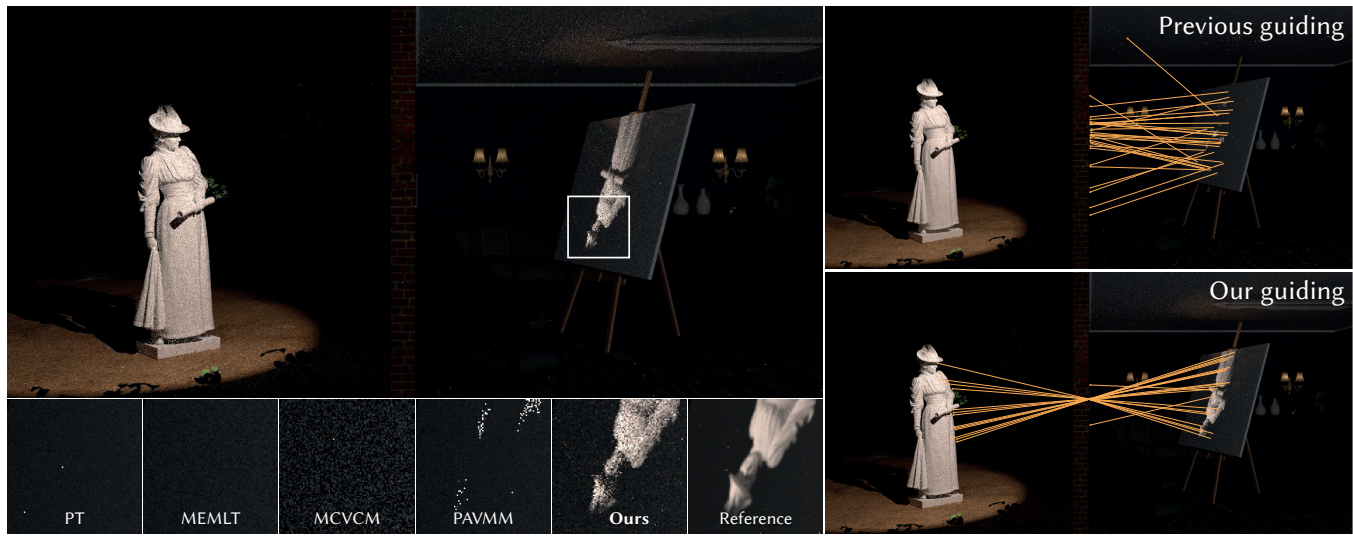 Previous guiding
Our guiding
PT
MEMLT
MCVCM
PAVMM
Ours
Reference